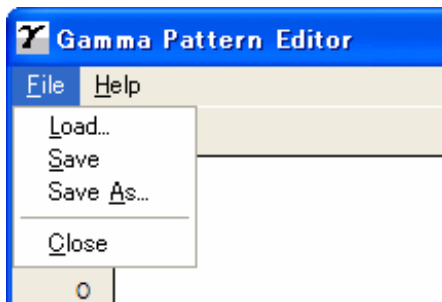 Gamma Pattern Editor
File Help
Load...
Save
Save As...
Close
0